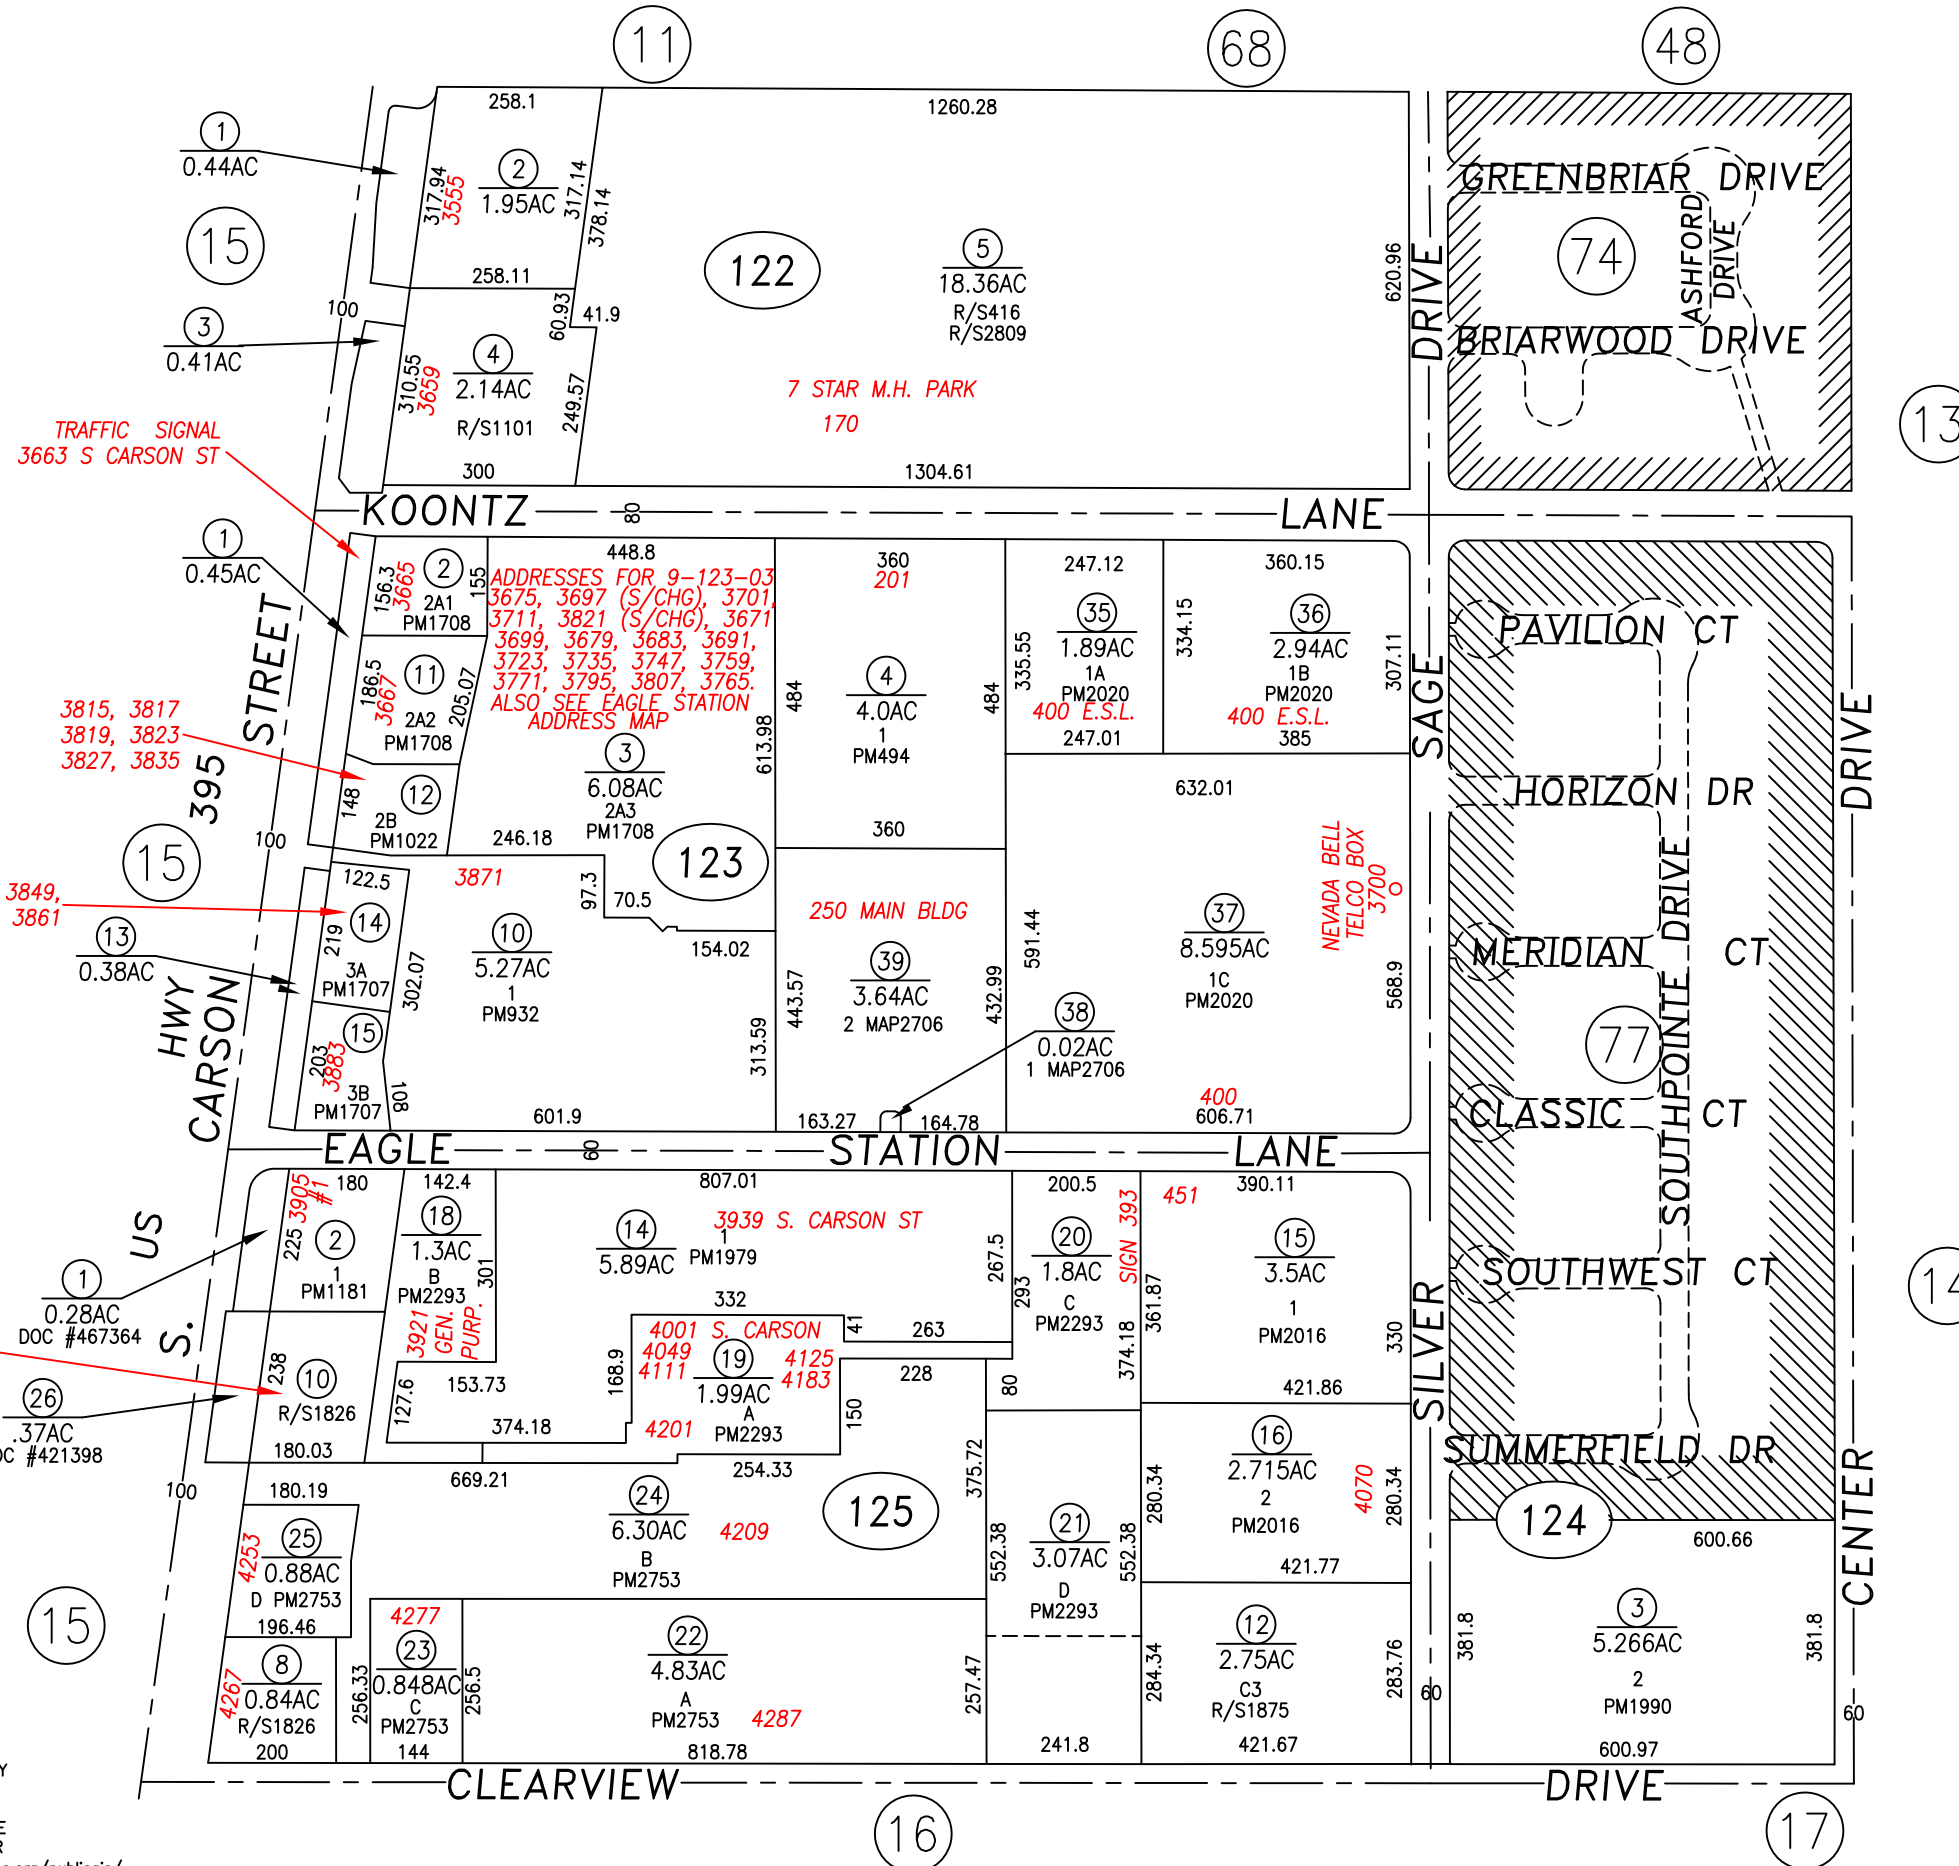 11
68
48
258.1
1260.28
1
0.44AC
2
1.95AC
317.94
3555
317.14
378.14
GREENBRIAR DRIVE
15
122
5
18.36AC
R/S416
R/S2809
620.96
DRIVE
74
ASHFORD
DRIVE
258.11
100
60.93
41.9
3
0.41AC
4
2.14AC
310.55
3659
249.57
R/S1101
BRIARWOOD DRIVE
7 STAR M.H. PARK
170
13
TRAFFIC SIGNAL
3663 S CARSON ST
300
1304.61
KOONTZ
80
LANE
1
0.45AC
156.3
3665
2
155
2A1
PM1708
448.8
ADDRESSES FOR 9-123-03
3675, 3697 (S/CHG), 3701,
3711, 3821 (S/CHG), 3671
3699, 3679, 3683, 3691,
3723, 3735, 3747, 3759,
3771, 3795, 3807, 3765.
ALSO SEE EAGLE STATION
ADDRESS MAP
360
201
247.12
360.15
35
1.89AC
1A
PM2020
400 E.S.L.
247.01
335.55
334.15
36
2.94AC
1B
PM2020
400 E.S.L.
385
307.11
PAVILION CT
395 STREET
186.5
3667
11
205.07
2A2
PM1708
484
4
4.0AC
1
PM494
484
SAGE
DRIVE
3815, 3817
3819, 3823
3827, 3835
3
6.08AC
2A3
PM1708
613.98
148
12
2B
PM1022
246.18
360
632.01
HORIZON DR
100
15
123
122.5
3871
97.3
70.5
NEVADA BELL
TELCO BOX
3700
3849,
3861
14
219
3A
PM1707
302.07
10
5.27AC
1
PM932
154.02
250 MAIN BLDG
39
3.64AC
2 MAP2706
443.57
432.99
591.44
37
8.595AC
1C
PM2020
568.9
MERIDIAN CT
SOUTHPOINTE DRIVE
13
0.38AC
HWY
CARSON
15
203
3883
3B
PM1707
108
313.59
38
0.02AC
1 MAP2706
77
601.9
163.27
164.78
400
606.71
CLASSIC CT
EAGLE
60
STATION
LANE
3905
#1
180
142.4
807.01
200.5
390.11
US
S.
225
2
1
PM1181
18
1.3AC
B
PM2293
301
3921
GEN.
PURP.
14
5.89AC
3939 S. CARSON ST
1
PM1979
267.5
293
20
1.8AC
C
PM2293
SIGN 393
451
15
3.5AC
1
PM2016
361.87
374.18
330
SOUTHWEST CT
14
1
0.28AC
DOC #467364
332
41
263
4001 S. CARSON
4049
4111
19
1.99AC
A
PM2293
4125
4183
4201
168.9
228
150
80
SILVER
238
10
R/S1826
180.03
153.73
127.6
374.18
26
.37AC
#421398
421.86
100
180.19
669.21
254.33
375.72
16
2.715AC
2
PM2016
280.34
4070
280.34
SUMMERFIELD DR
24
6.30AC
B
PM2753
4209
125
124
600.66
CENTER
25
0.88AC
D PM2753
4253
196.46
552.38
21
3.07AC
D
PM2293
552.38
421.77
15
8
0.84AC
R/S1826
4267
200
256.33
4277
23
0.848AC
C
PM2753
144
256.5
22
4.83AC
A
PM2753
4287
818.78
257.47
241.8
284.34
12
2.75AC
C3
R/S1875
421.67
283.76
60
381.8
3
5.266AC
2
PM1990
600.97
381.8
60
CLEARVIEW
DRIVE
16
17